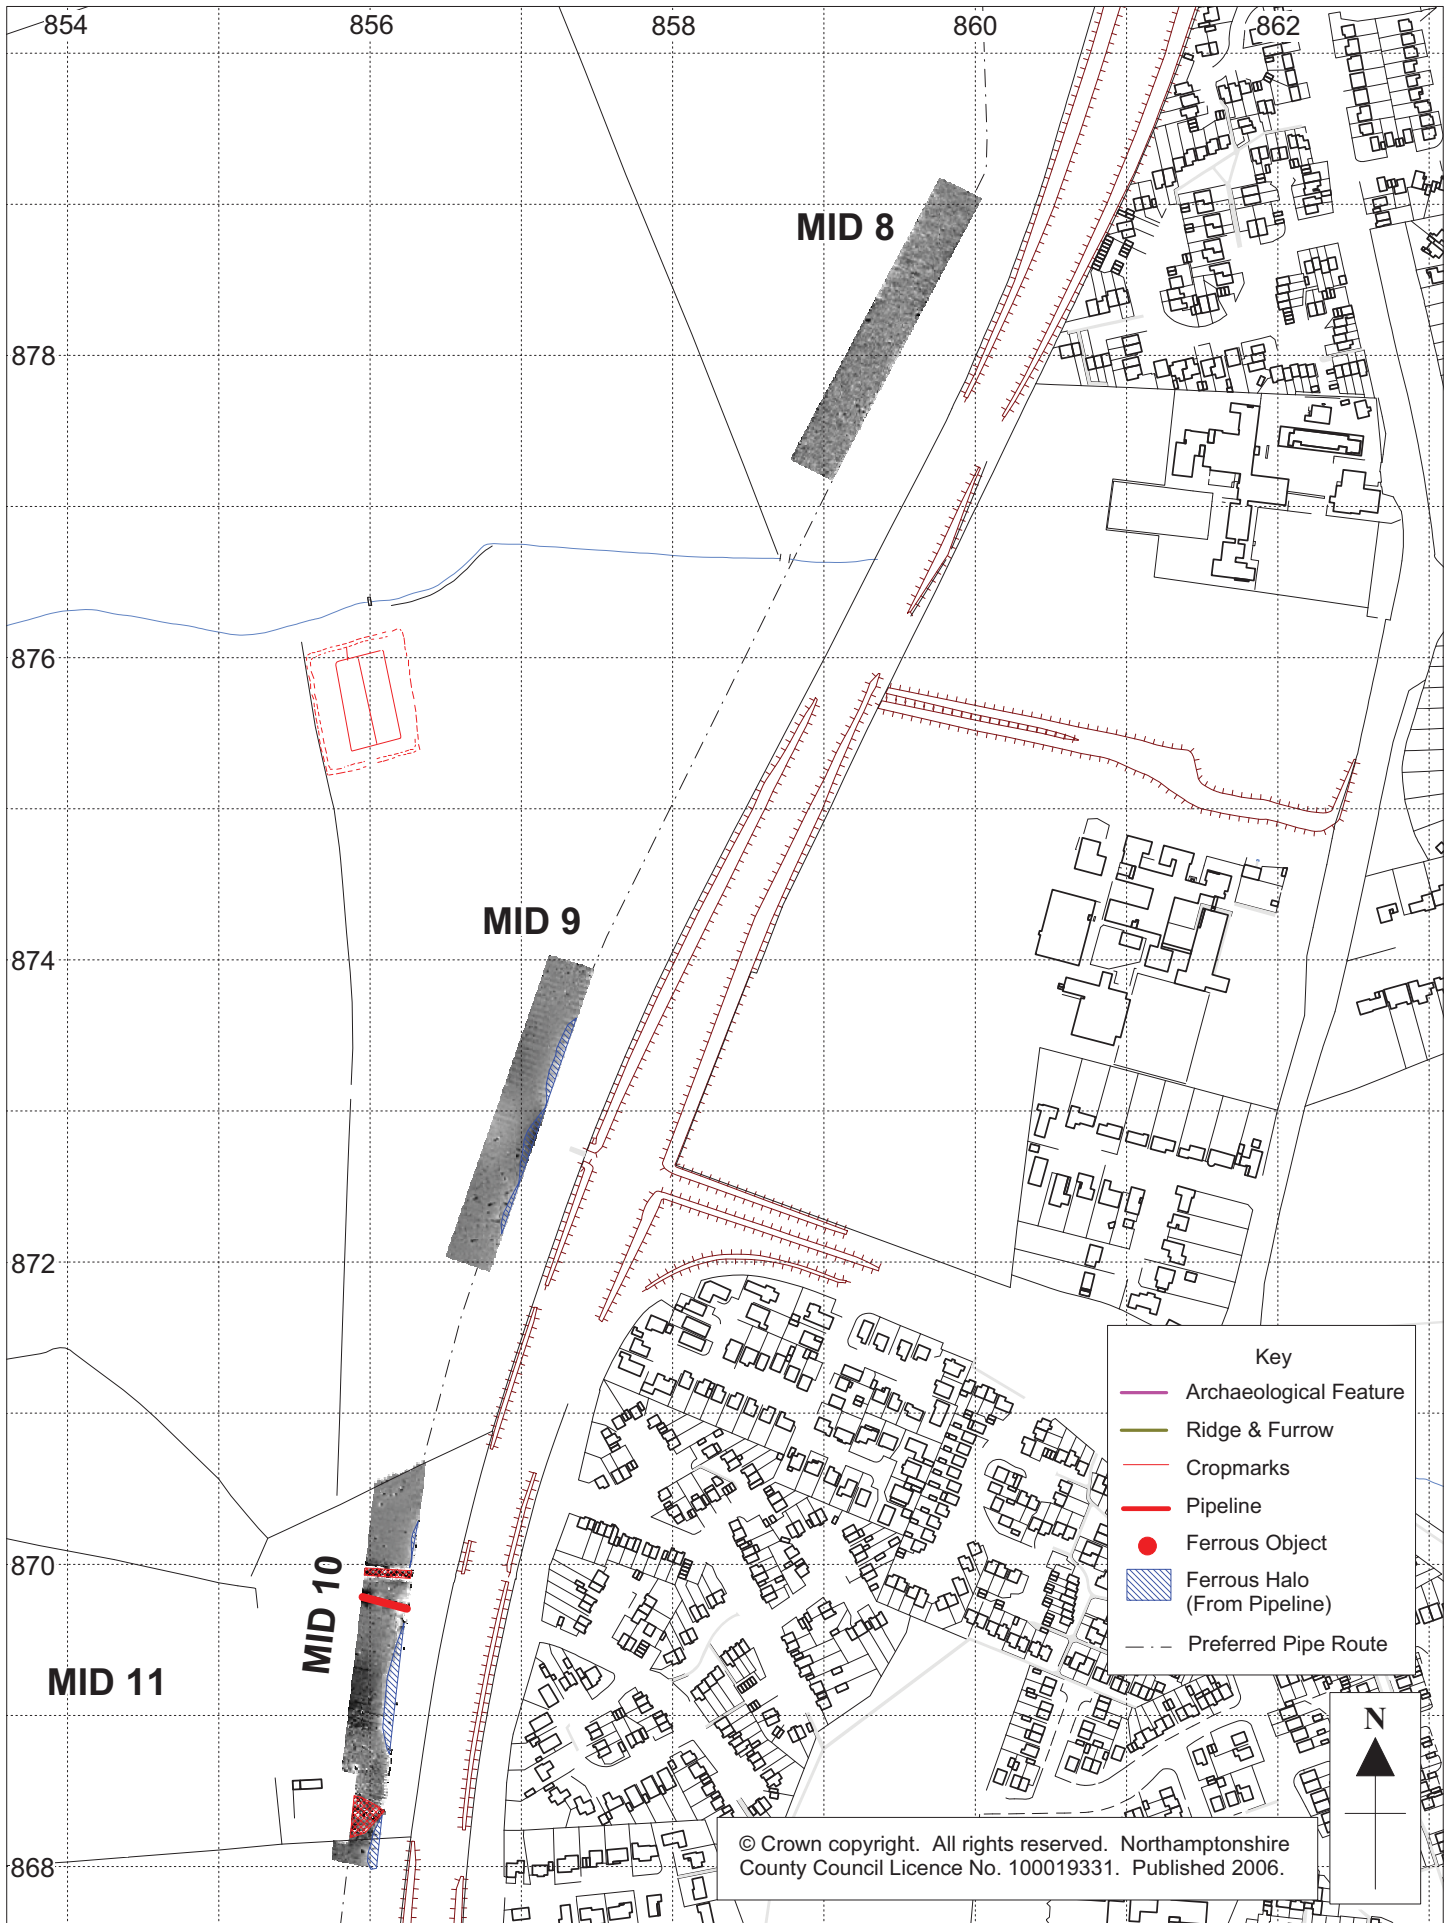 854
856
858
860
862
MID 8
878
876
MID 9
874
872
870
MID 10
MID 11
868
Key
Archaeological Feature
Ridge & Furrow
Cropmarks
Pipeline
Ferrous Object
Ferrous Halo
(From Pipeline)
Preferred Pipe Route
N
© Crown copyright. All rights reserved. Northamptonshire
County Council Licence No. 100019331. Published 2006.